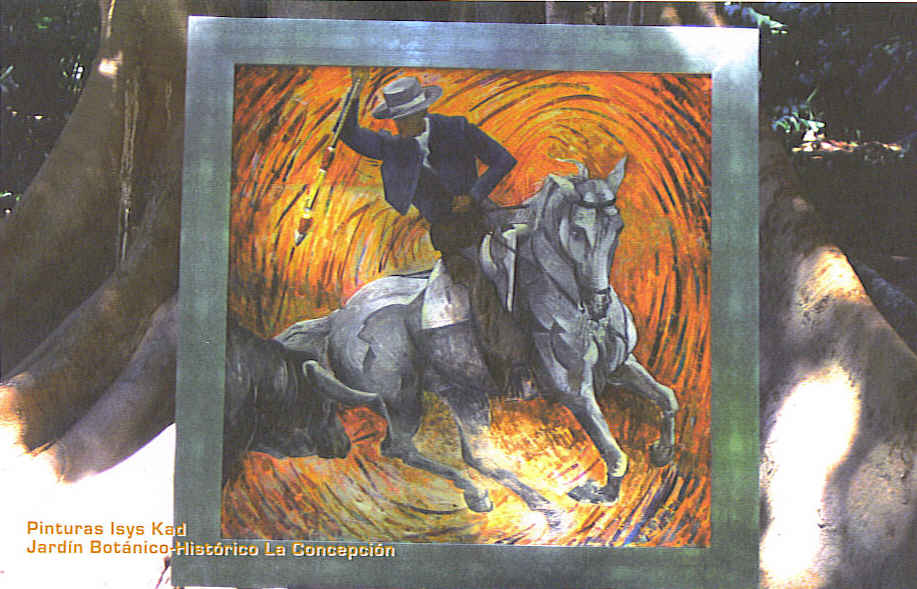 Pinturas Isys Kad
Jardín Botánico-Histórico La Concepción